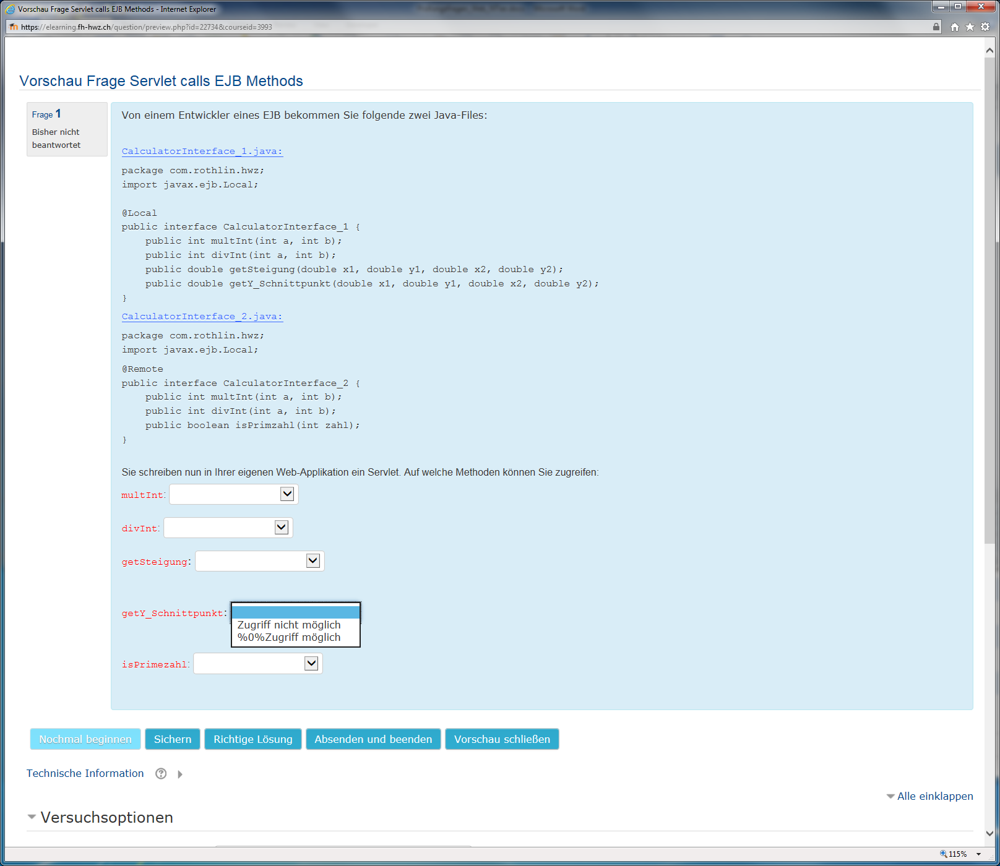 Vorschau Frage Servlet calls EJB Methods - Internet Explorer
https://elearning.fh-hwz.ch/question/preview.php?id=22734&courseid=3993
Vorschau Frage Servlet calls EJB Methods
Frage 1
Bisher nicht
beantwortet
Von einem Entwickler eines EJB bekommen Sie folgende zwei Java-Files:
CalculatorInterface_1.java:
package com.rothlin.hwz;
import javax.ejb.Local;
@Local
public interface CalculatorInterface_1 {
    public int multInt(int a, int b);
    public int divInt(int a, int b);
    public double getSteigung(double x1, double y1, double x2, double y2);
    public double getY_Schnittpunkt(double x1, double y1, double x2, double y2);
}
CalculatorInterface_2.java:
package com.rothlin.hwz;
import javax.ejb.Local;
@Remote
public interface CalculatorInterface_2 {
    public int multInt(int a, int b);
    public int divInt(int a, int b);
    public boolean isPrimzahl(int zahl);
}
Sie schreiben nun in Ihrer eigenen Web-Applikation ein Servlet. Auf welche Methoden können Sie zugreifen:
multInt:
divInt:
getSteigung:
getY_Schnittpunkt:
Zugriff nicht möglich
%0%Zugriff möglich
isPrimezahl:
Nochmal beginnen
Sichern
Richtige Lösung
Absenden und beenden
Vorschau schließen
Technische Information
Alle einklappen
Versuchsoptionen
115%